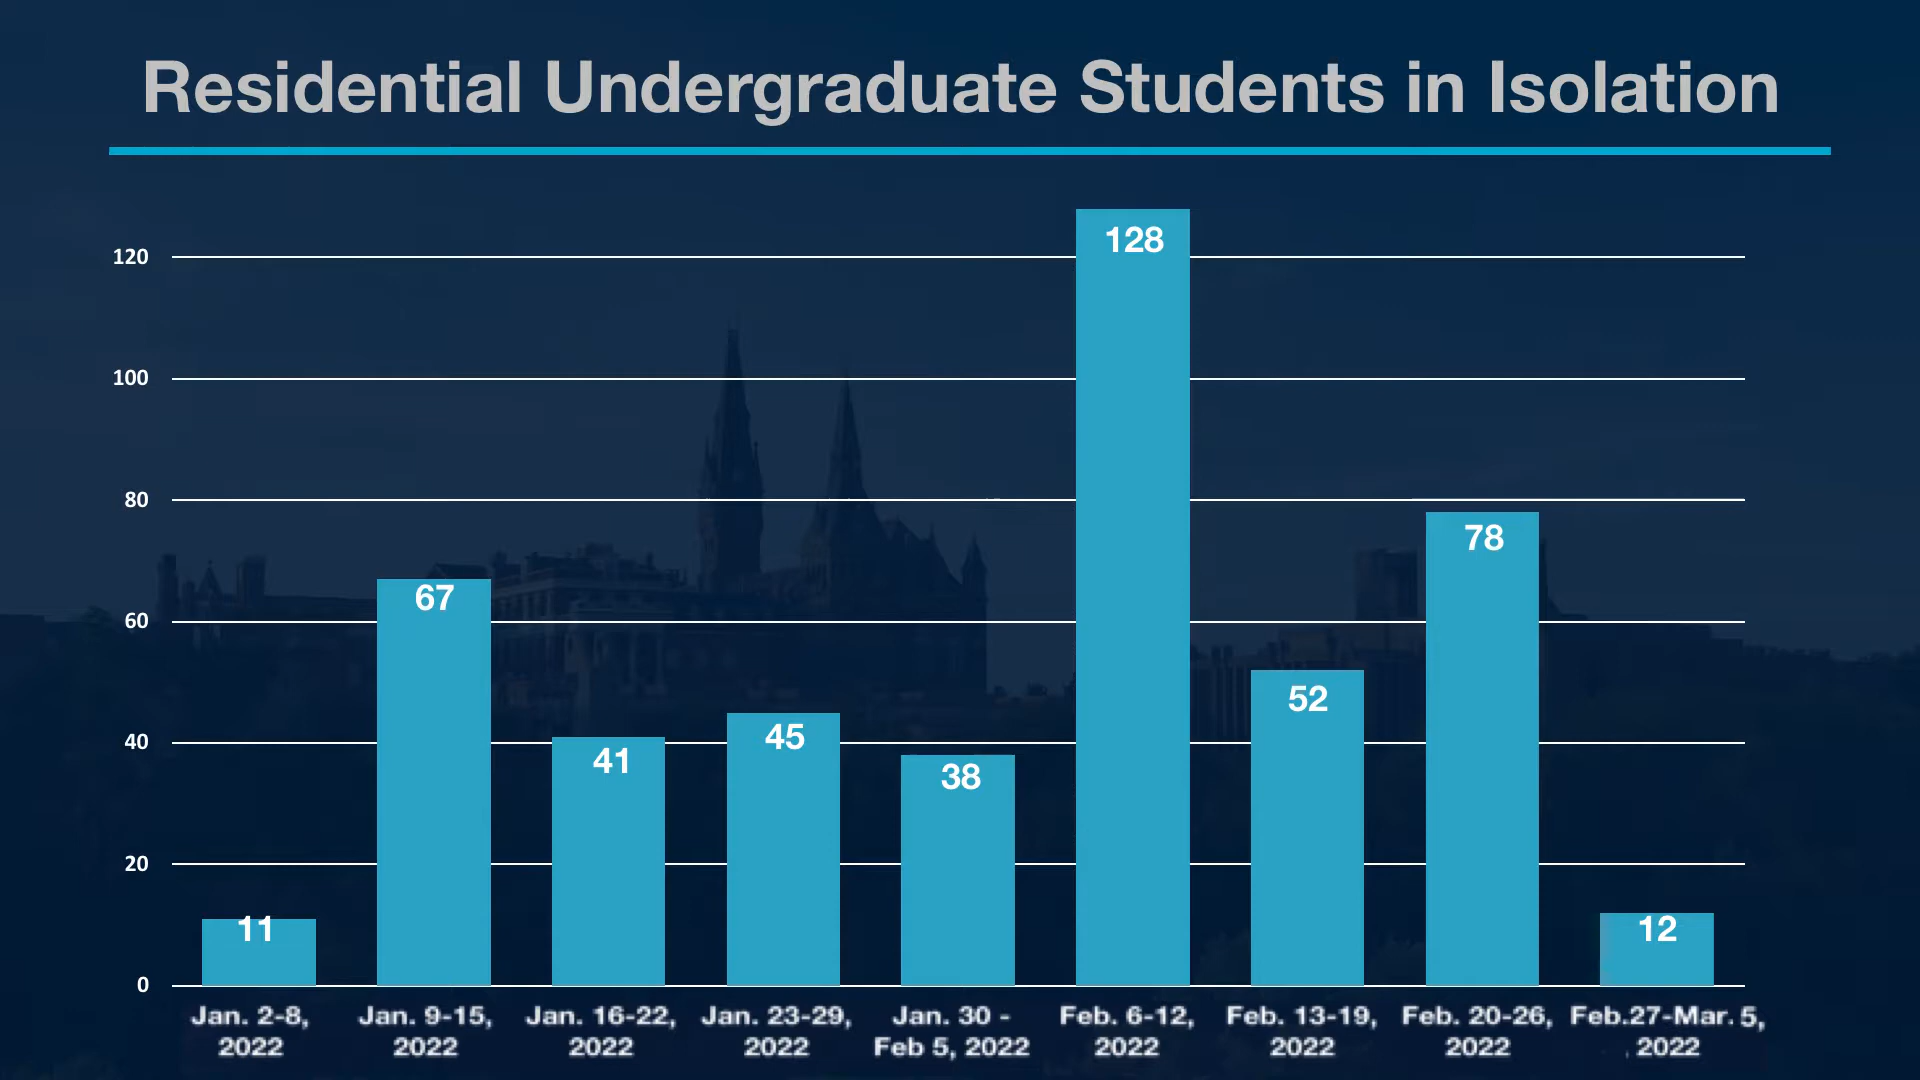 Residential Undergraduate Students in Isolation
120
100
80
60
40
20
0
11
67
41
45
38
128
52
78
12
Jan. 2-8,
2022
Jan. 9-15,
2022
Jan. 16-22,
2022
Jan. 23-29,
2022
Jan. 30 -
Feb 5, 2022
Feb. 6-12,
2022
Feb. 13-19,
2022
Feb. 20-26,
2022
Feb.27-Mar. 5,
2022